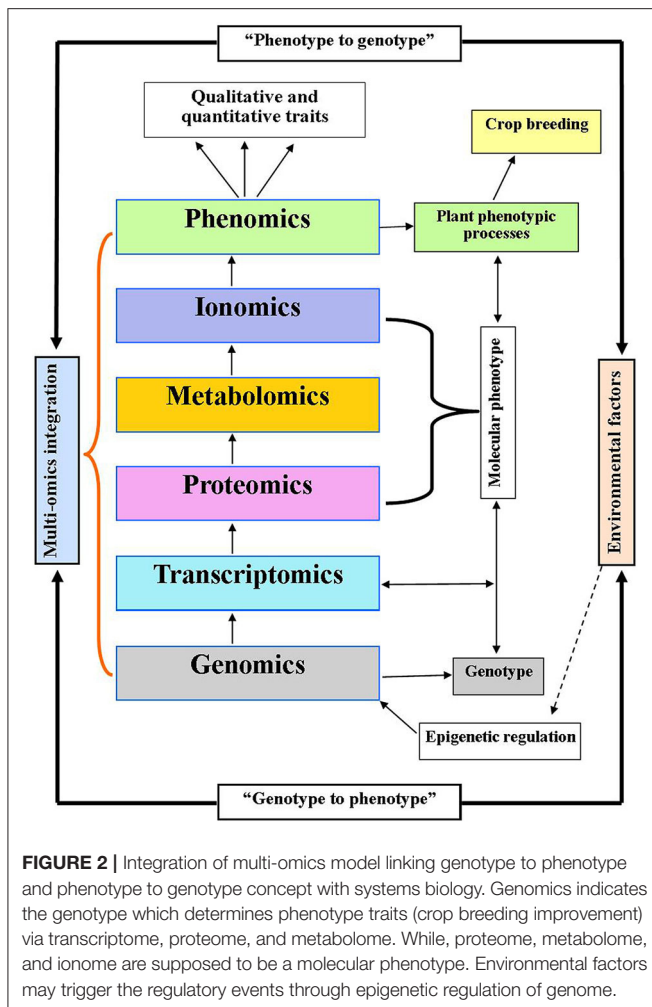 “Phenotype to genotype”
Qualitative and
quantitative traits
Crop breeding
Phenomics
Plant phenotypic
processes
Ionomics
Metabolomics
Proteomics
Transcriptomics
Genomics
Multi-omics integration
Molecular phenotype
Environmental factors
Genotype
Epigenetic regulation
“Genotype to phenotype”
FIGURE 2 | Integration of multi-omics model linking genotype to phenotype
and phenotype to genotype concept with systems biology. Genomics indicates
the genotype which determines phenotype traits (crop breeding improvement)
via transcriptome, proteome, and metabolome. While, proteome, metabolome,
and ionome are supposed to be a molecular phenotype. Environmental factors
may trigger the regulatory events through epigenetic regulation of genome.